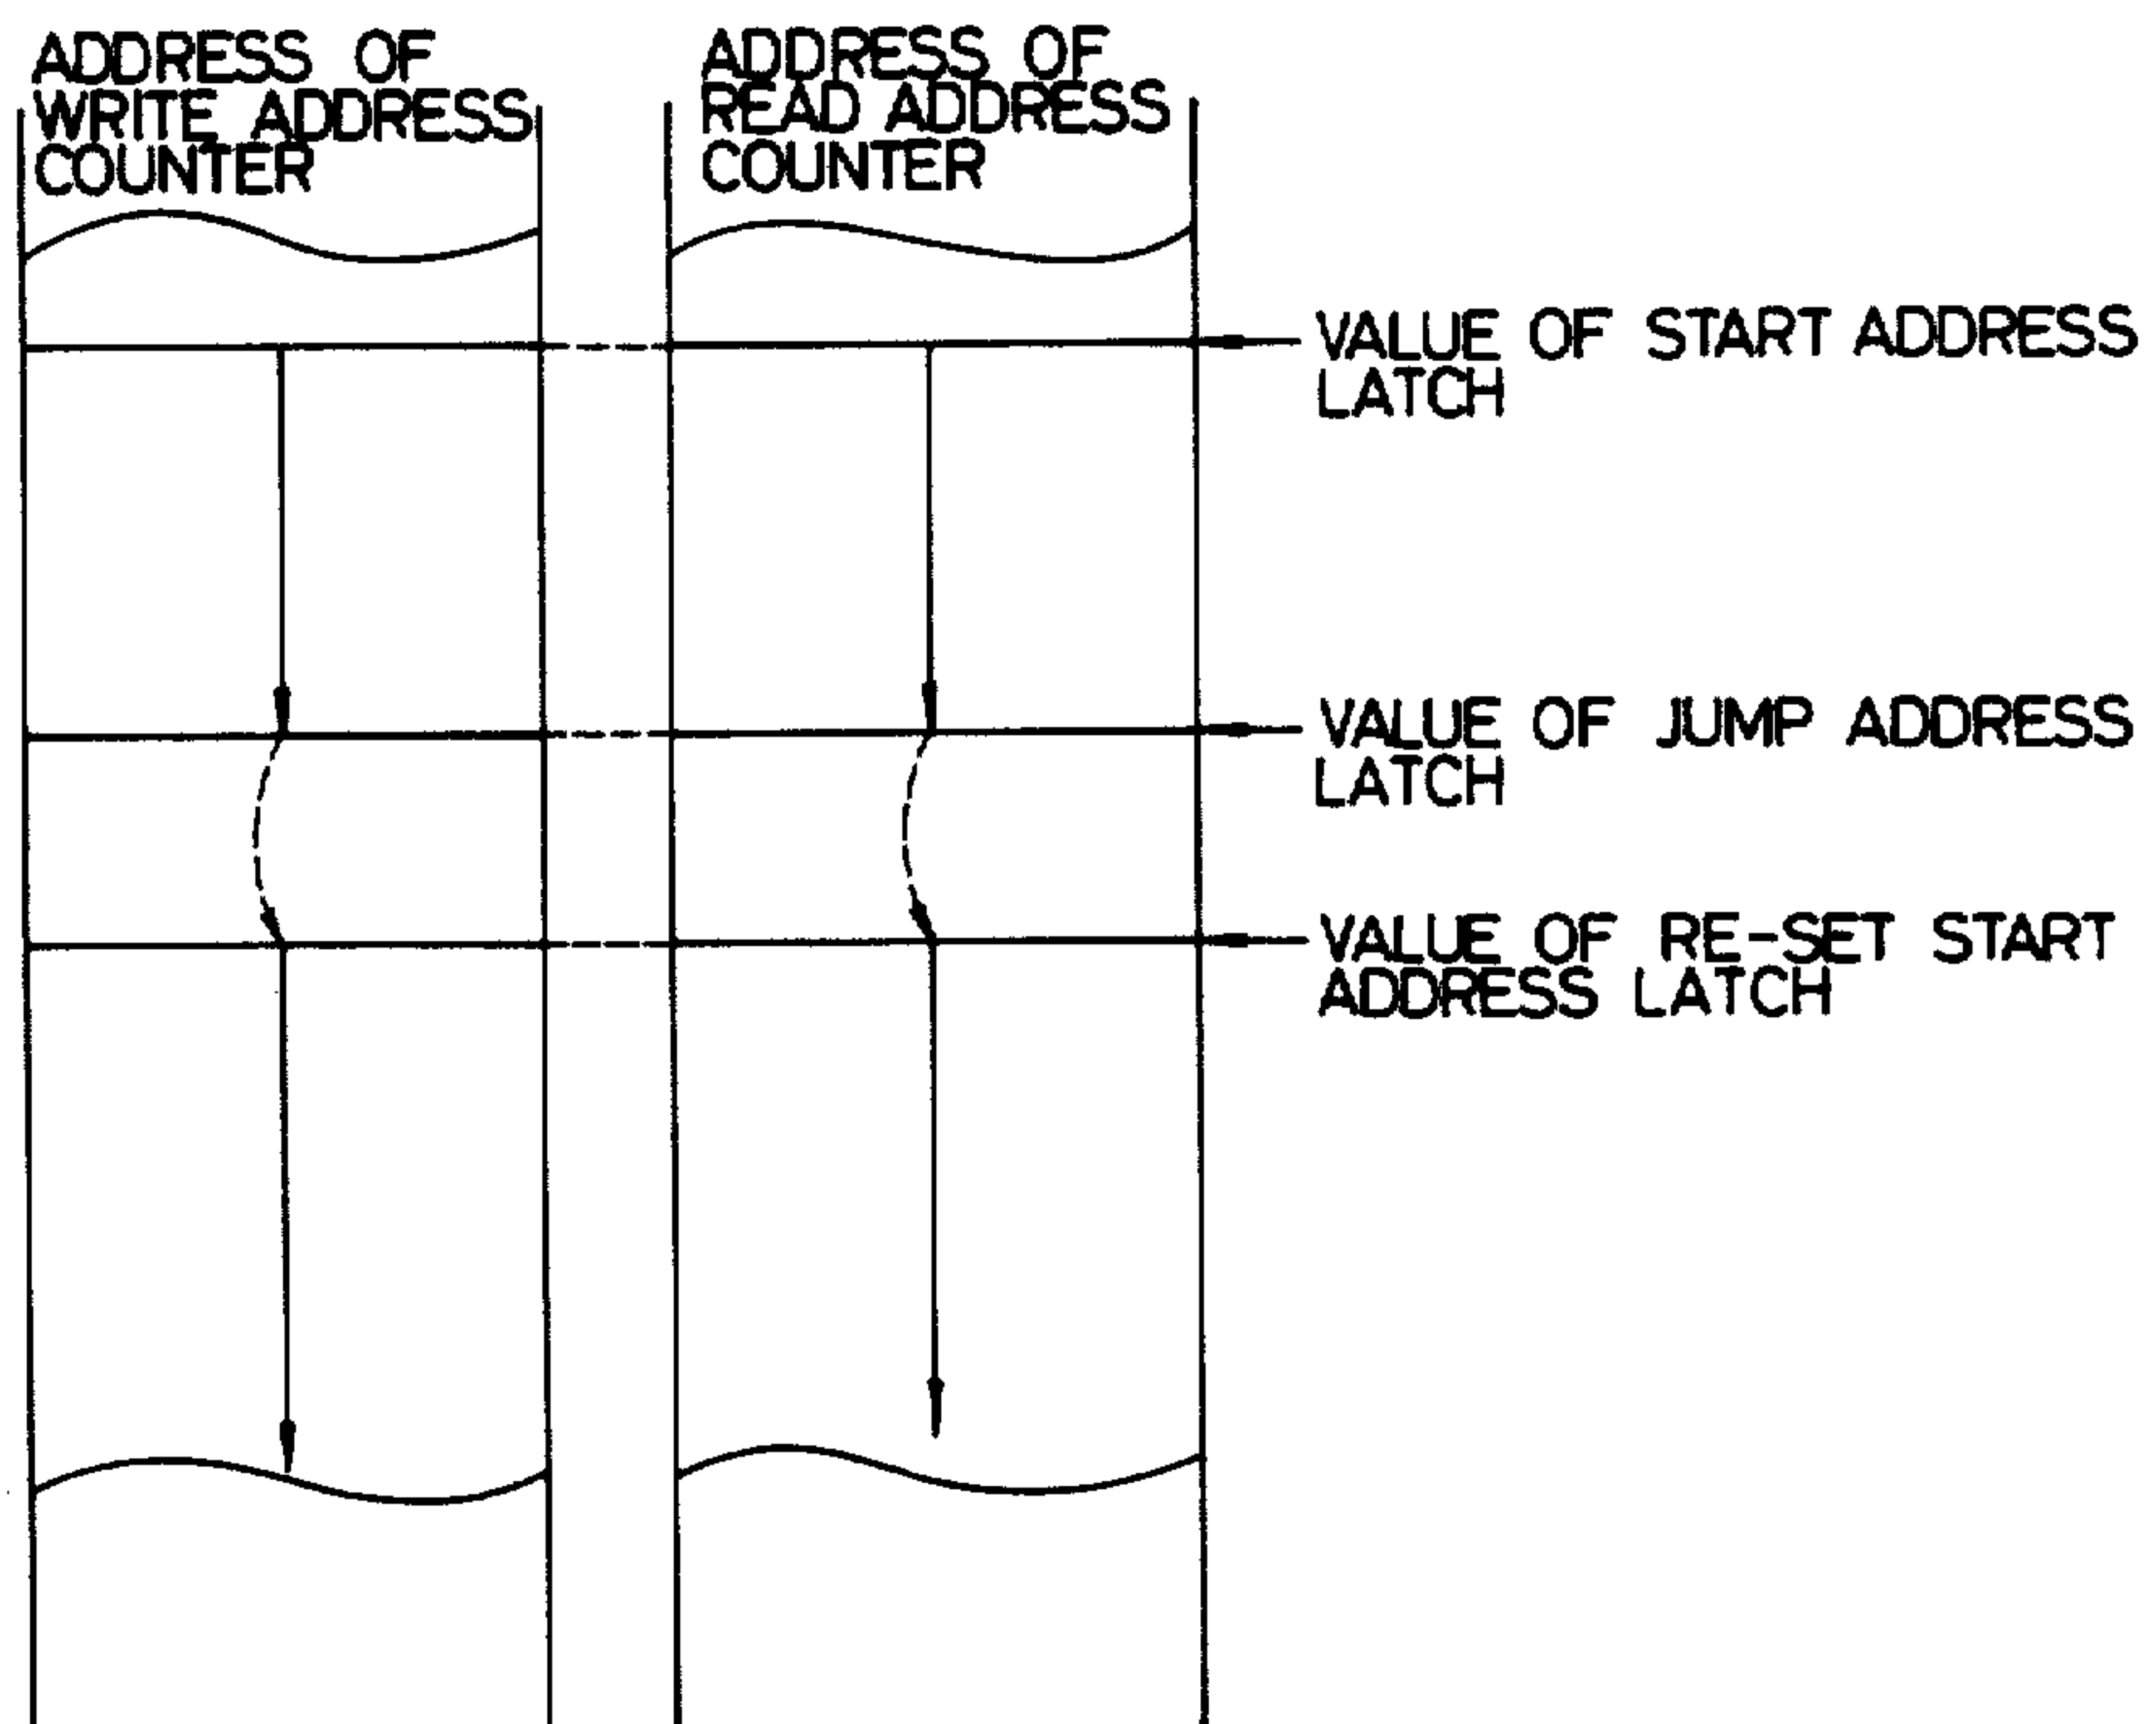 ADDRESS OF
WRITE ADDRESS
COUNTER
ADDRESS OF
READ ADDRESS
COUNTER
VALUE OF START ADDRESS
LATCH
VALUE OF JUMP ADDRESS
LATCH
VALUE OF RE-SET START
ADDRESS LATCH